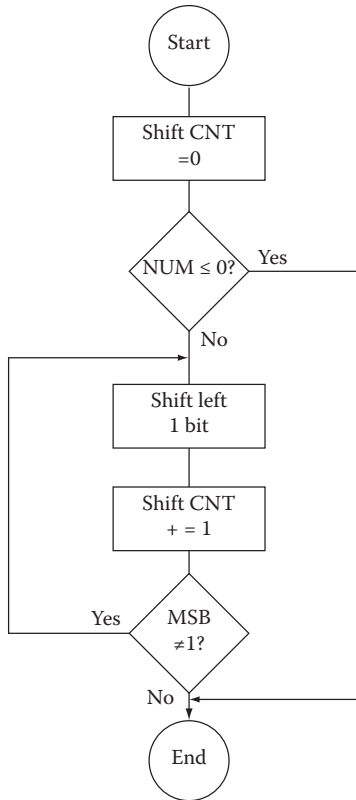 Start
Shift CNT
=0
NUM ≤ 0?
Yes
No
Shift left
1 bit
Shift CNT
+ = 1
Yes
MSB
≠1?
No
End